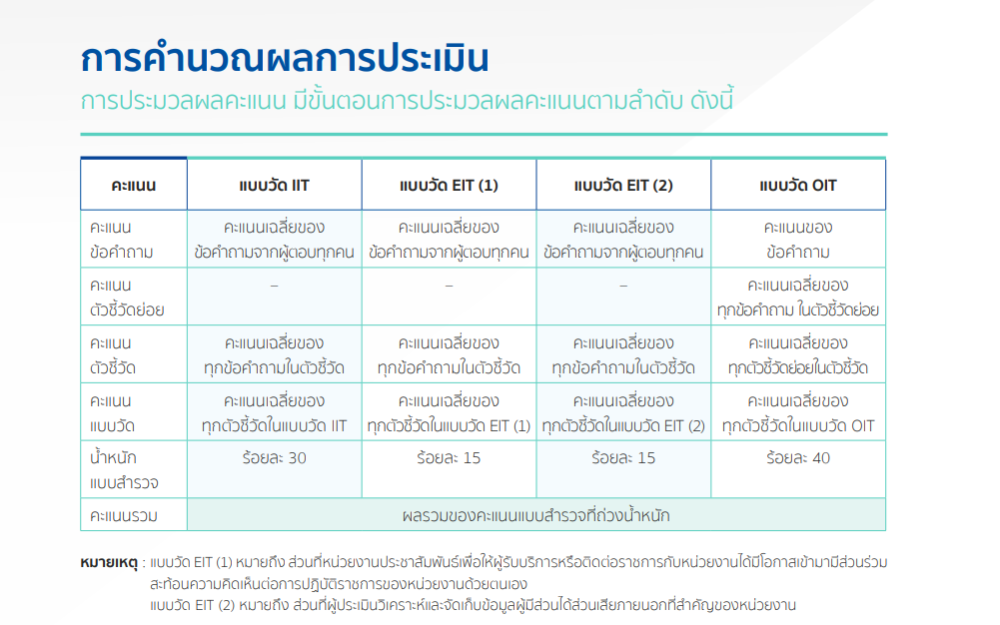 การคำนวณผลการประเมิน
การประมวลผลคะแนน มีขั้นตอนการประมวลผลคะแนนตามลำดับ ดังนี้
คะแนน แบบวัด IIT แบบวัด EIT (1) แบบวัด EIT (2) แบบวัด OIT
คะแนน คะแนนเฉลี่ยของ คะแนนเฉลี่ยของ คะแนนเฉลี่ยของ คะแนนของ
ข้อคำถาม ข้อคำถามจากผู้ตอบทุกคน ข้อคำถามจากผู้ตอบทุกคน ข้อคำถามจากผู้ตอบทุกคน ข้อคำถาม
คะแนน – – – คะแนนเฉลี่ยของ
ตัวชี้วัดย่อย ทุกข้อคำถาม ในตัวชี้วัดย่อย
คะแนน คะแนนเฉลี่ยของ คะแนนเฉลี่ยของ คะแนนเฉลี่ยของ คะแนนเฉลี่ยของ
ตัวชี้วัด ทุกข้อคำถามในตัวชี้วัด ทุกข้อคำถามในตัวชี้วัด ทุกข้อคำถามในตัวชี้วัด ทุกตัวชี้วัดย่อยในตัวชี้วัด
คะแนน คะแนนเฉลี่ยของ คะแนนเฉลี่ยของ คะแนนเฉลี่ยของ คะแนนเฉลี่ยของ
แบบวัด ทุกตัวชี้วัดในแบบวัด IIT ทุกตัวชี้วัดในแบบวัด EIT (1) ทุกตัวชี้วัดในแบบวัด EIT (2) ทุกตัวชี้วัดในแบบวัด OIT
น้ำหนัก ร้อยละ 30 ร้อยละ 15 ร้อยละ 15 ร้อยละ 40
แบบสำรวจ
คะแนนรวม ผลรวมของคะแนนแบบสำรวจที่ถ่วงน้ำหนัก
หมายเหตุ : แบบวัด EIT (1) หมายถึง ส่วนที่หน่วยงานประชาสัมพันธ์เพื่อให้ผู้รับบริการหรือติดต่อราชการกับหน่วยงานได้มีโอกาสเข้ามามีส่วนร่วม
สะท้อนความคิดเห็นต่อการปฏิบัติราชการของหน่วยงานด้วยตนเอง
แบบวัด EIT (2) หมายถึง ส่วนที่ผู้ประเมินวิเคราะห์และจัดเก็บข้อมูลผู้มีส่วนได้ส่วนเสียภายนอกที่สำคัญของหน่วยงาน